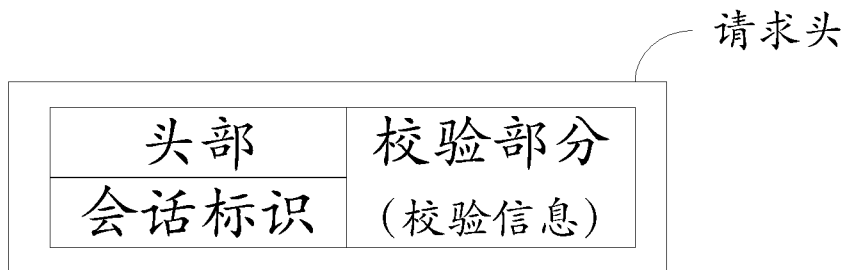 请求头
头部
校验部分
会话标识
（校验信息）